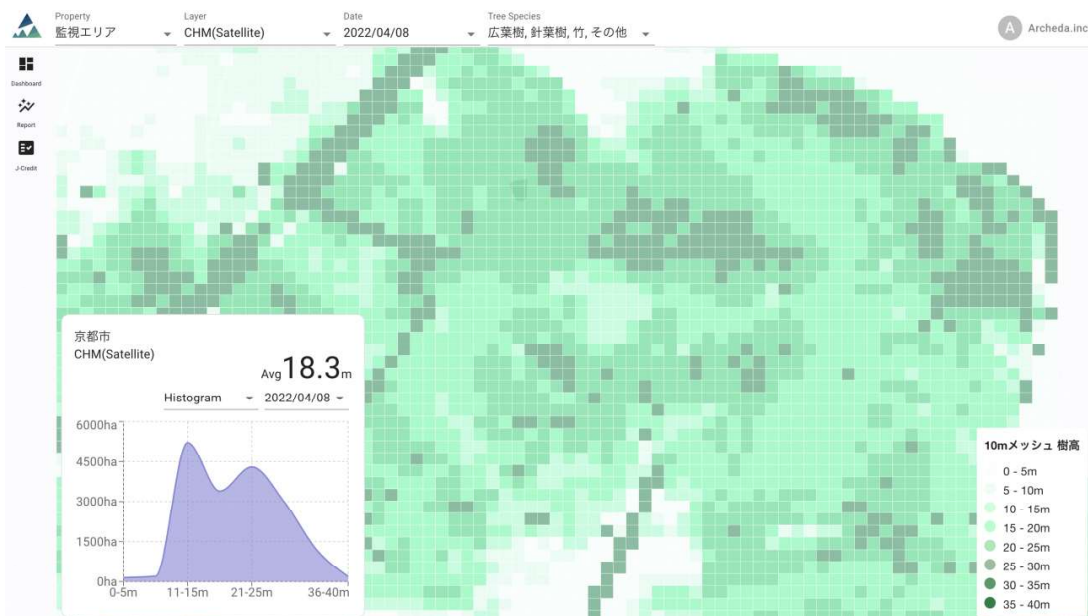 Property
監視エリア
Layer
CHM(Satellite)
Date
2022/04/08
Tree Species
広葉樹, 針葉樹, 竹, その他
A
Archeda.inc
Dashboard
Report
J-Credit
京都市
CHM(Satellite)
Avg18.3m
Histogram
2022/04/08
6000ha
4500ha
3000ha
1500ha
0ha
0-5m
11-15m
21-25m
36-40m
10mメッシュ 樹高
0 - 5m
5 - 10m
10 - 15m
15 - 20m
20 - 25m
25 - 30m
30 - 35m
35 - 40m